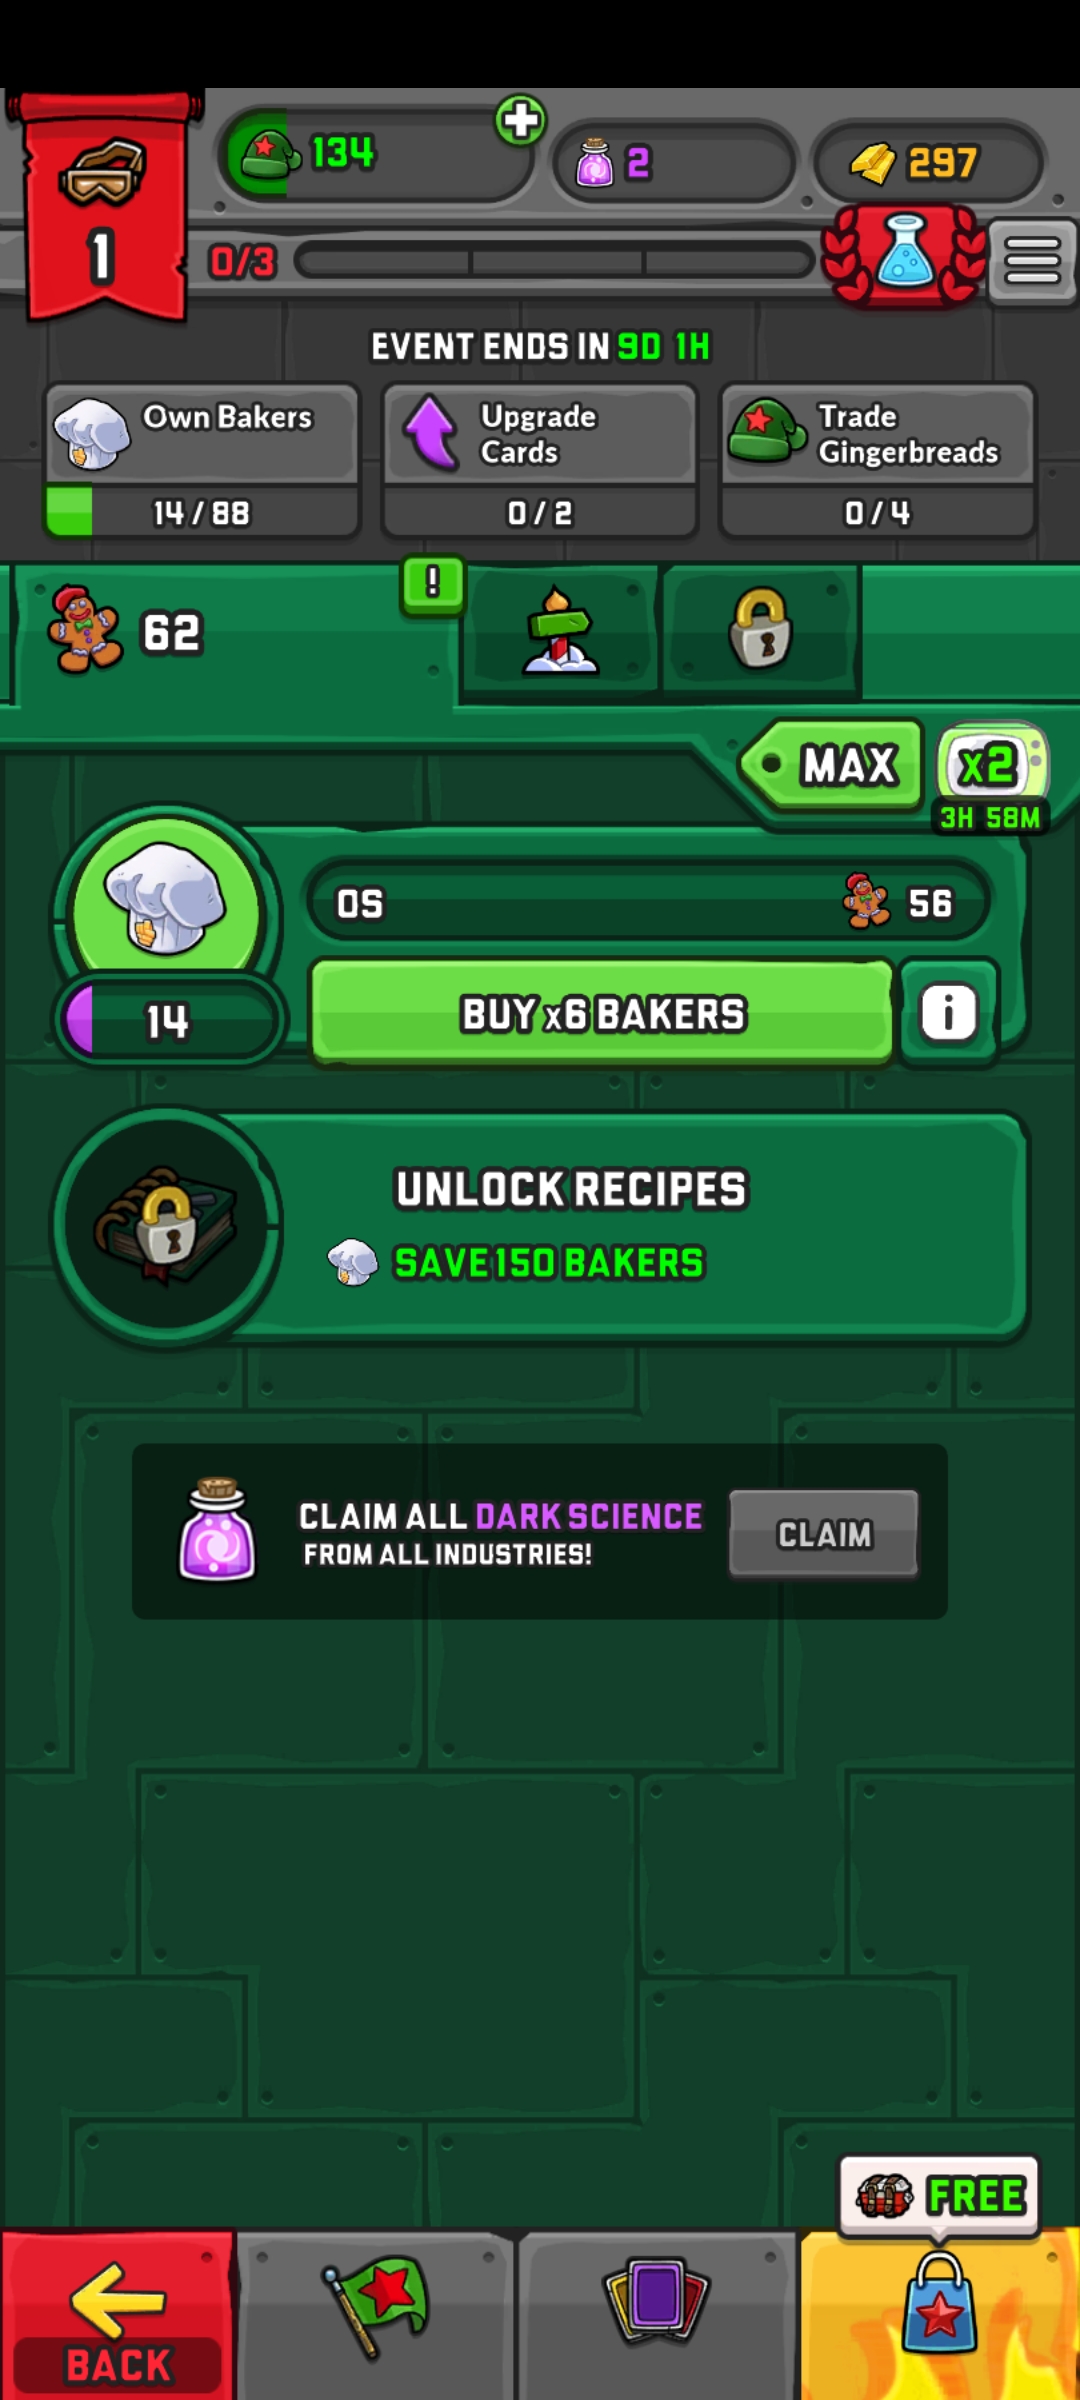 134
2
297
1
0/3
EVENT ENDS IN 9D 1H
Own Bakers
14/88
Upgrade
Cards
0/2
Trade
Gingerbreads
0/4
62
!
MAX
x2
3H 58M
0S
56
14
BUY x6 BAKERS
i
UNLOCK RECIPES
SAVE 150 BAKERS
CLAIM ALL DARK SCIENCE
FROM ALL INDUSTRIES!
CLAIM
FREE
BACK